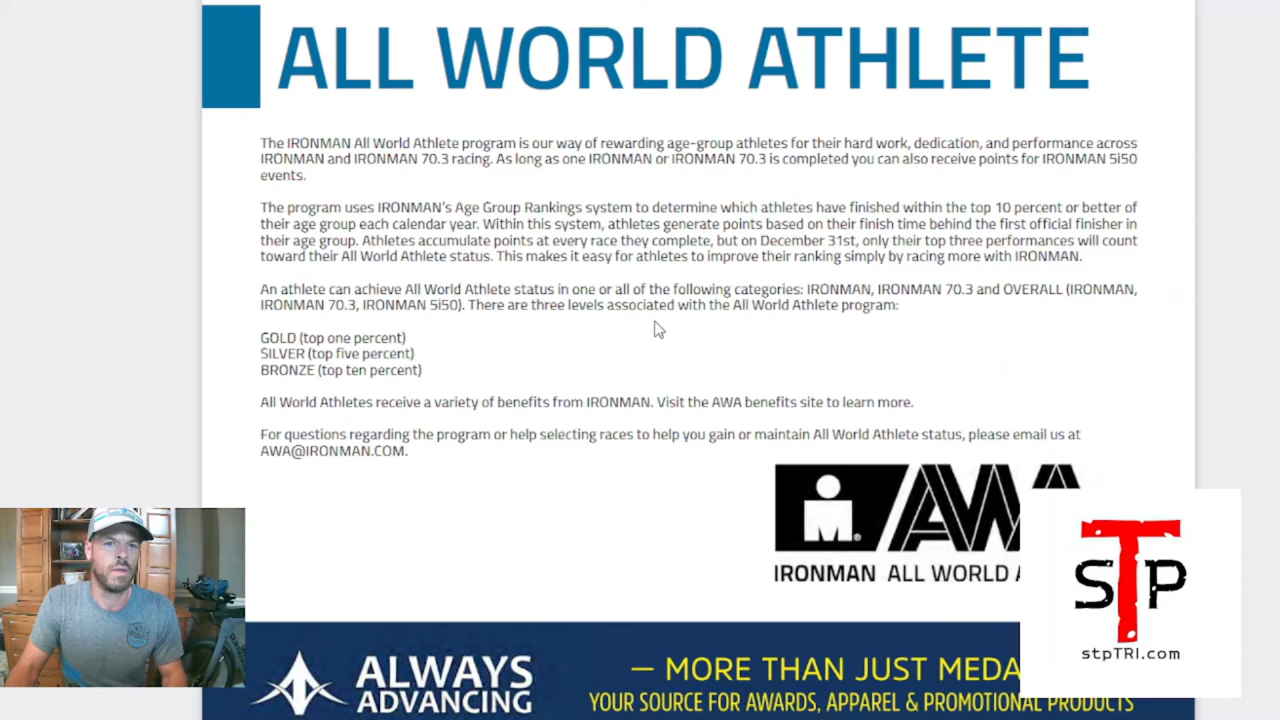 ALL WORLD ATHLETE
The IRONMAN All World Athlete program is our way of rewarding age-group athletes for their hard work, dedication, and performance across
IRONMAN and IRONMAN 70.3 racing. As long as one IRONMAN or IRONMAN 70.3 is completed you can also receive points for IRONMAN 5i50
events.
The program uses IRONMAN's Age Group Rankings system to determine which athletes have finished within the top 10 percent or better of
their age group each calendar year. Within this system, athletes generate points based on their finish time behind the first official finisher in
their age group. Athletes accumulate points at every race they complete, but on December 31st, only their top three performances will count
toward their All World Athlete status. This makes it easy for athletes to improve their ranking simply by racing more with IRONMAN.
An athlete can achieve All World Athlete status in one or all of the following categories: IRONMAN, IRONMAN 70.3 and OVERALL (IRONMAN,
IRONMAN 70.3, IRONMAN 5i50). There are three levels associated with the All World Athlete program:
GOLD (top one percent)
SILVER (top five percent)
BRONZE (top ten percent)
All World Athletes receive a variety of benefits from IRONMAN. Visit the AWA benefits site to learn more.
For questions regarding the program or help selecting races to help you gain or maintain All World Athlete status, please email us at
AWA@IRONMAN.COM.
M® AWA
IRONMAN ALL WORLD A
STP
stpTRI.com
ALWAYS
ADVANCING
— MORE THAN JUST MEDA
YOUR SOURCE FOR AWARDS, APPAREL & PROMOTIONAL PRODUCTS